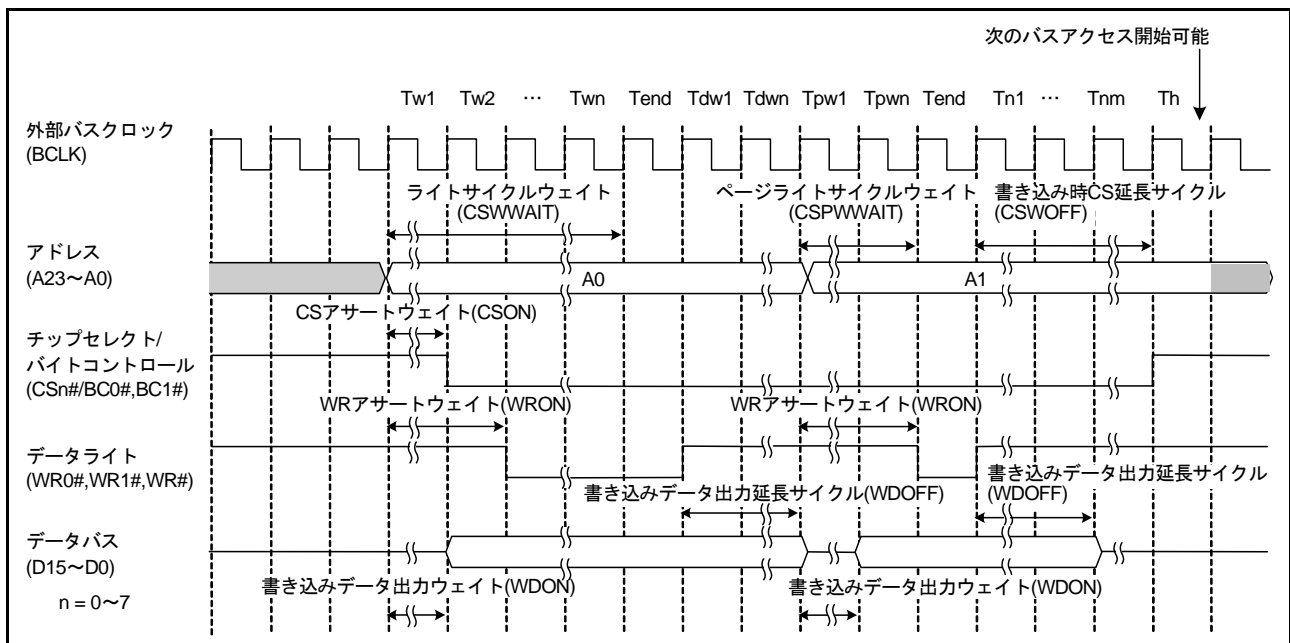 次のバスアクセス開始可能
Tw1 Tw2 … Twn Tend Tdw1 Tdwn Tpw1 Tpwn Tend Tn1 … Tnm Th
外部バスクロック
(BCLK)
ライトサイクルウェイト
(CSWWAIT)
ページライトサイクルウェイト
(CSPWWAIT)
書き込み時CS延長サイクル
(CSWOFF)
アドレス
(A23~A0)
A0
A1
CSアサートウェイト(CSON)
チップセレクト/
バイトコントロール
(CSn#/BC0#,BC1#)
WRアサートウェイト(WRON)
WRアサートウェイト(WRON)
データライト
(WR0#,WR1#,WR#)
書き込みデータ出力延長サイクル(WDOFF)
書き込みデータ出力延長サイクル
(WDOFF)
データバス
(D15~D0)
書き込みデータ出力ウェイト(WDON)
書き込みデータ出力ウェイト(WDON)
n = 0~7